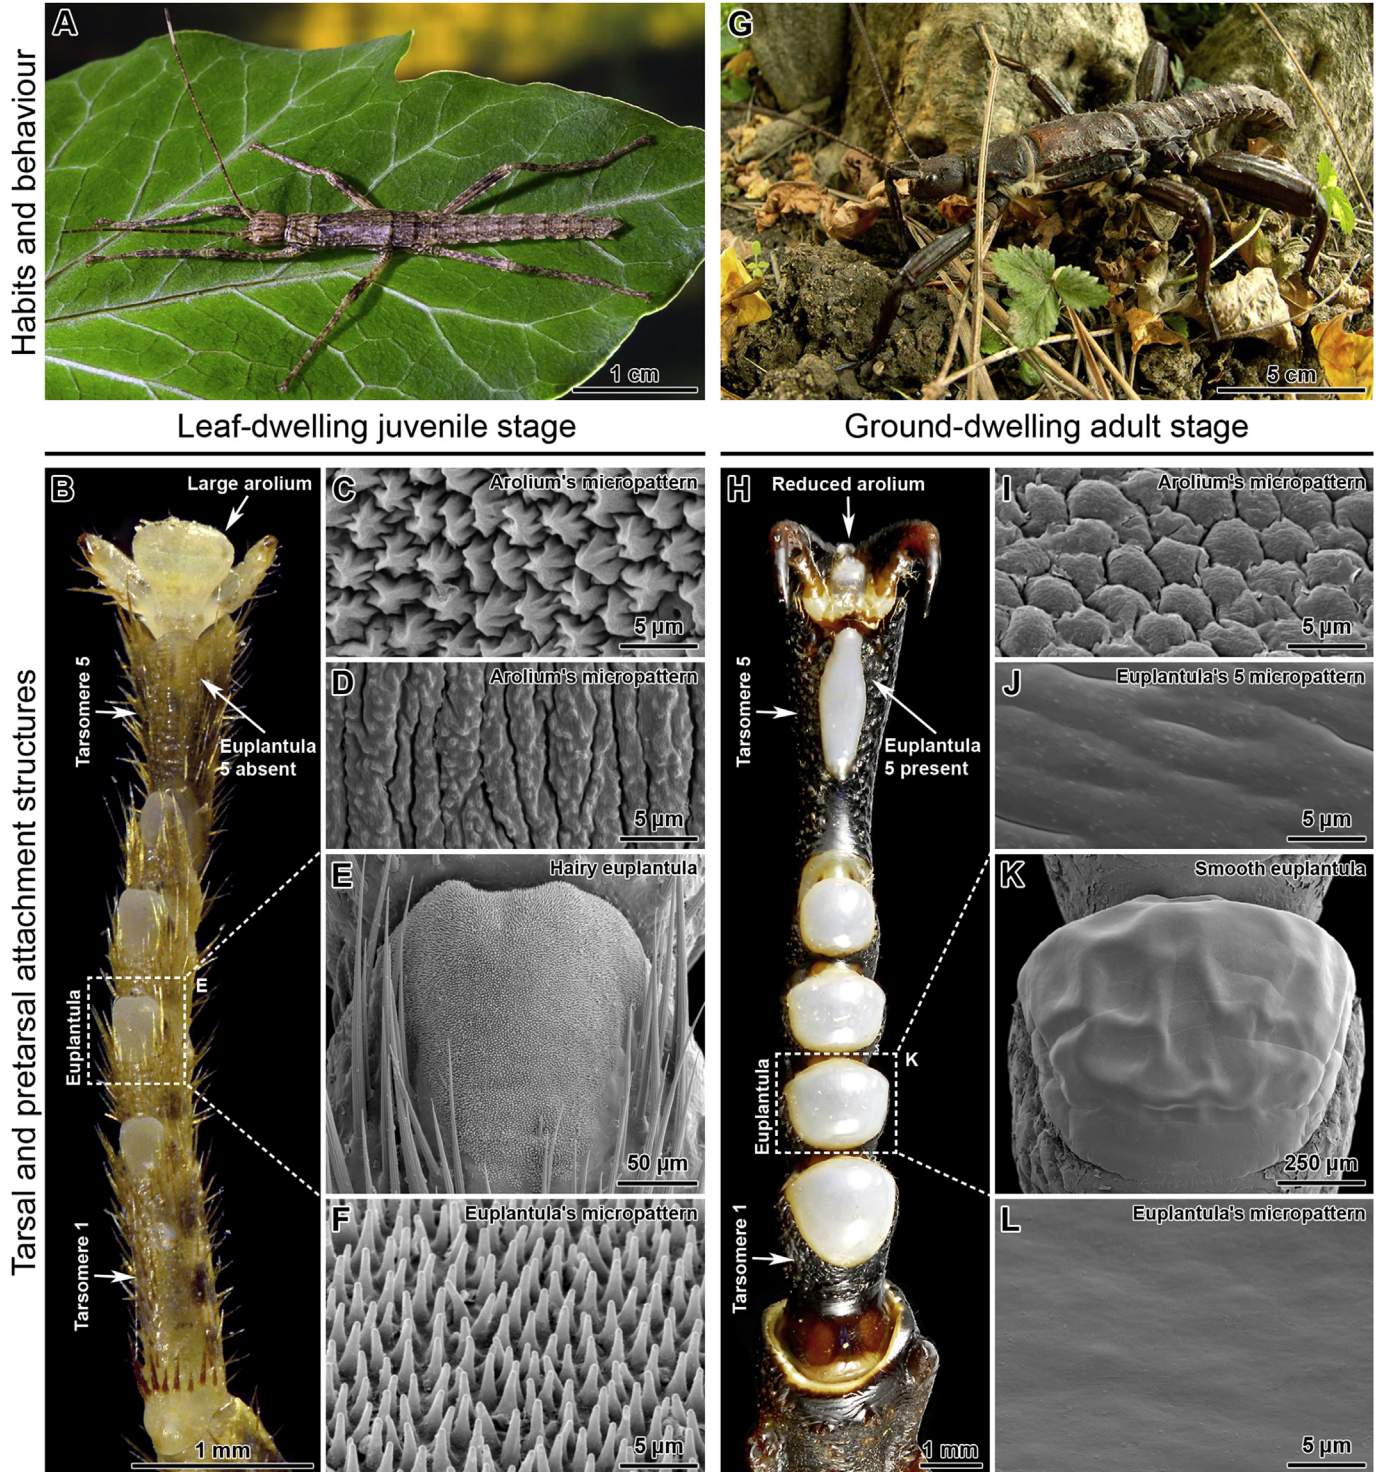 Habits and behaviour
A
1 cm
G
5 cm
Leaf-dwelling juvenile stage
Ground-dwelling adult stage
Tarsal and pretarsal attachment structures
B
Large arolium
Tarsomere 5
Euplantula
5 absent
Euplantula
E
Tarsomere 1
1 mm
C
Arolium's micropattern
5 µm
D
Arolium's micropattern
5 µm
E
Hairy euplantula
50 µm
F
Euplantula's micropattern
5 µm
H
Reduced arolium
Tarsomere 5
Euplantula
5 present
Euplantula
K
Tarsomere 1
1 mm
I
Arolium's micropattern
5 µm
J
Euplantula's 5 micropattern
5 µm
K
Smooth euplantula
250 µm
L
Euplantula's micropattern
5 µm